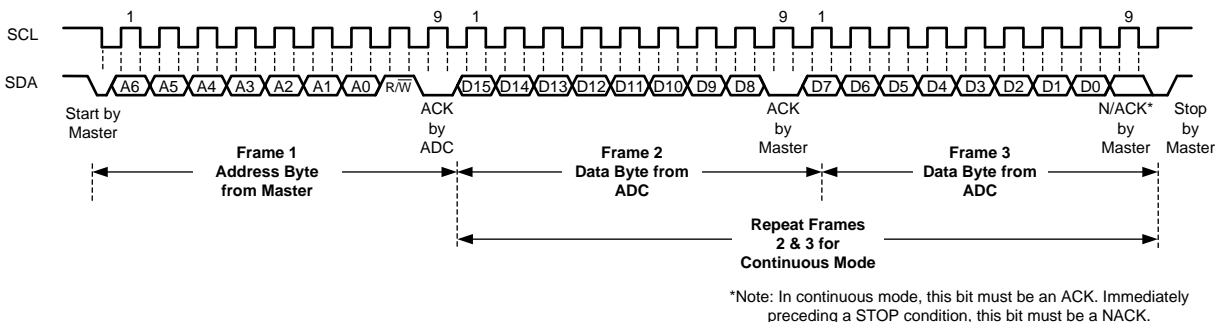 1 9 1 9 1 9
SCL
SDA
A6 A5 A4 A3 A2 A1 A0 R/W̅ D15 D14 D13 D12 D11 D10 D9 D8 D7 D6 D5 D4 D3 D2 D1 D0
Start by
Master
ACK
by
ADC
ACK
by
Master
N/ACK*
by
Master
Stop
by
Master
Frame 1
Address Byte
from Master
Frame 2
Data Byte from
ADC
Frame 3
Data Byte from
ADC
Repeat Frames
2 & 3 for
Continuous Mode
*Note: In continuous mode, this bit must be an ACK. Immediately
preceding a STOP condition, this bit must be a NACK.